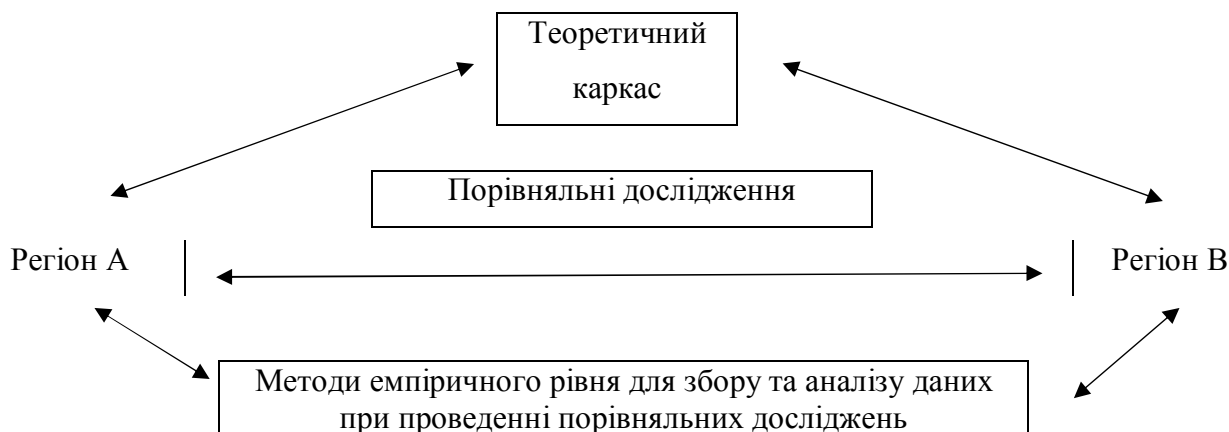 Теоретичний
каркас
Порівняльні дослідження
Регіон А
Регіон В
Методи емпіричного рівня для збору та аналізу даних
при проведенні порівняльних досліджень